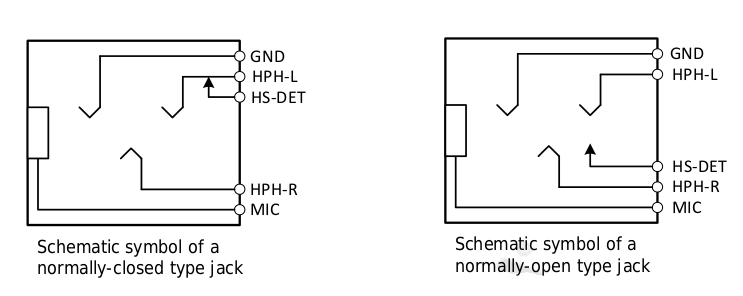 GND
HPH-L
HS-DET
HPH-R
MIC
Schematic symbol of a
normally-closed type jack
GND
HPH-L
HS-DET
HPH-R
MIC
Schematic symbol of a
normally-open type jack